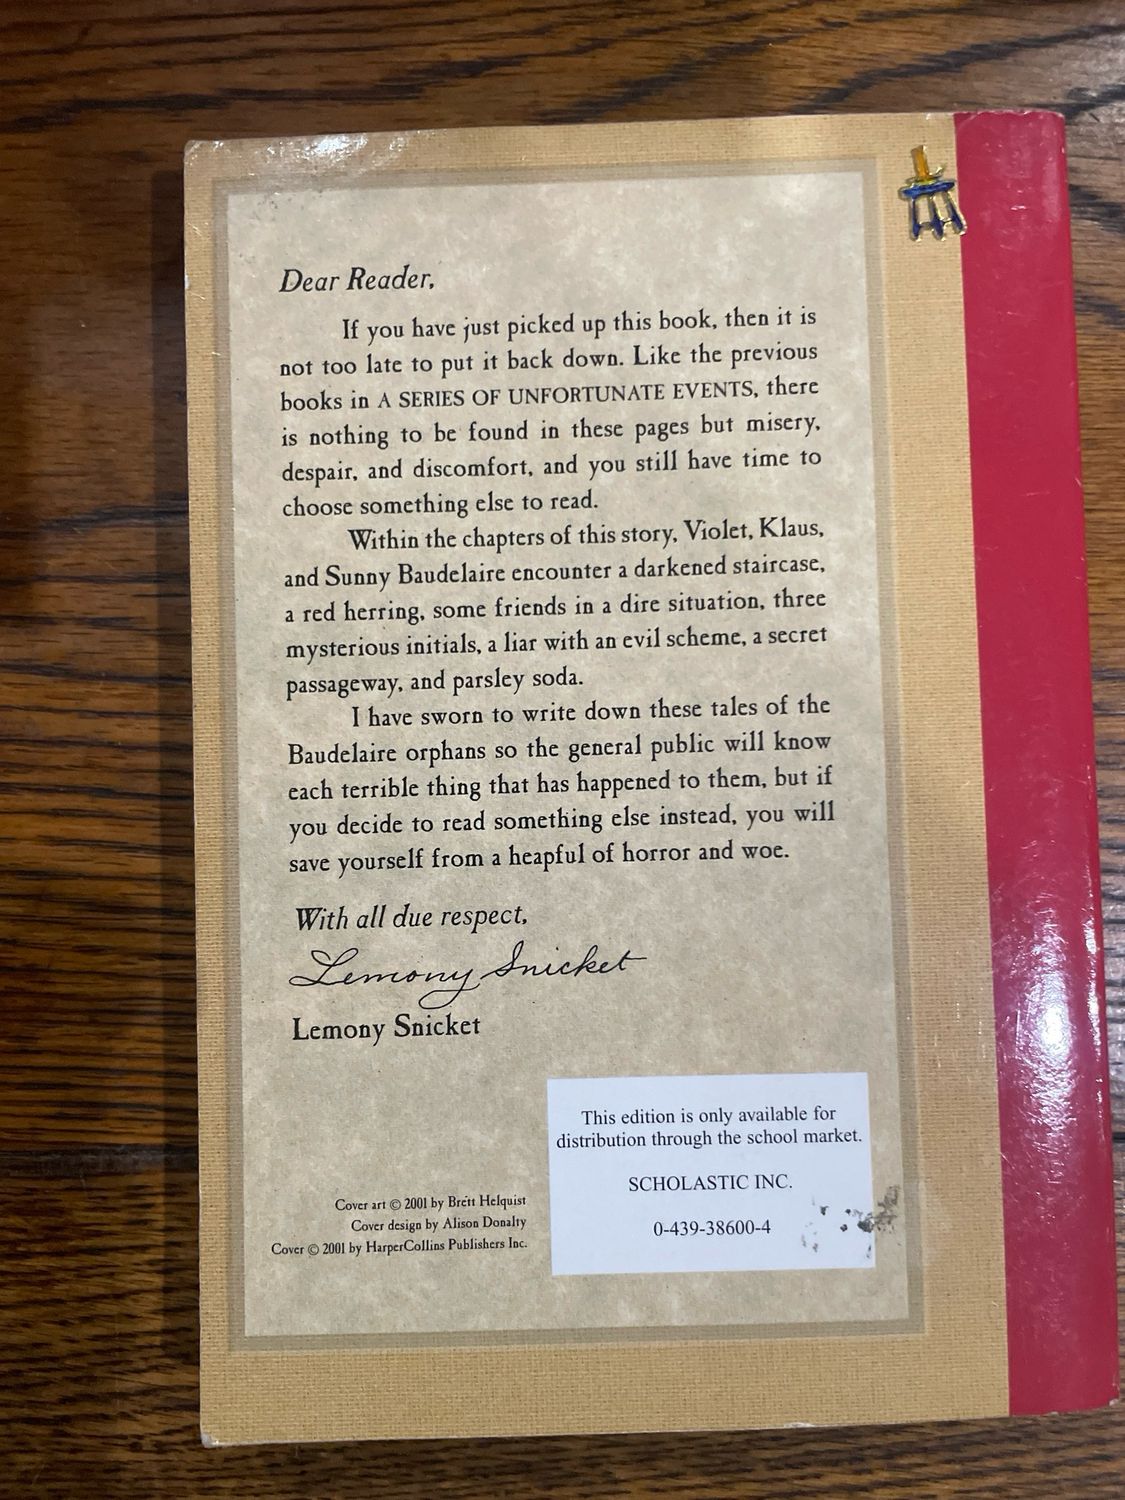 Dear Reader,
If you have just picked up this book, then it is
not too late to put it back down. Like the previous
books in A SERIES OF UNFORTUNATE EVENTS, there
is nothing to be found in these pages but misery,
despair, and discomfort, and you still have time to
choose something else to read.
Within the chapters of this story, Violet, Klaus,
and Sunny Baudelaire encounter a darkened staircase,
a red herring, some friends in a dire situation, three
mysterious initials, a liar with an evil scheme, a secret
passageway, and parsley soda.
I have sworn to write down these tales of the
Baudelaire orphans so the general public will know
each terrible thing that has happened to them, but if
you decide to read something else instead, you will
save yourself from a heapful of horror and woe.
With all due respect,
Lemony Snicket
Lemony Snicket
This edition is only available for
distribution through the school market.
SCHOLASTIC INC.
0-439-38600-4
Cover art © 2001 by Brett Helquist
Cover design by Alison Donalty
Cover © 2001 by HarperCollins Publishers Inc.